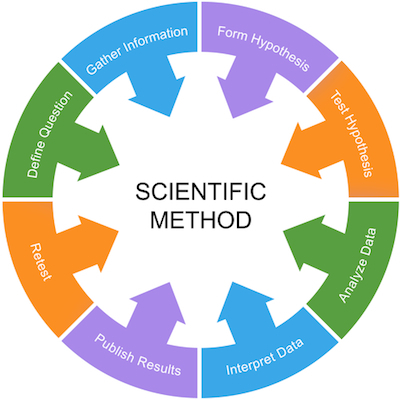 Define Question
Gather Information
Form Hypothesis
Test Hypothesis
Analyze Data
Interpret Data
Publish Results
Retest
SCIENTIFIC
METHOD